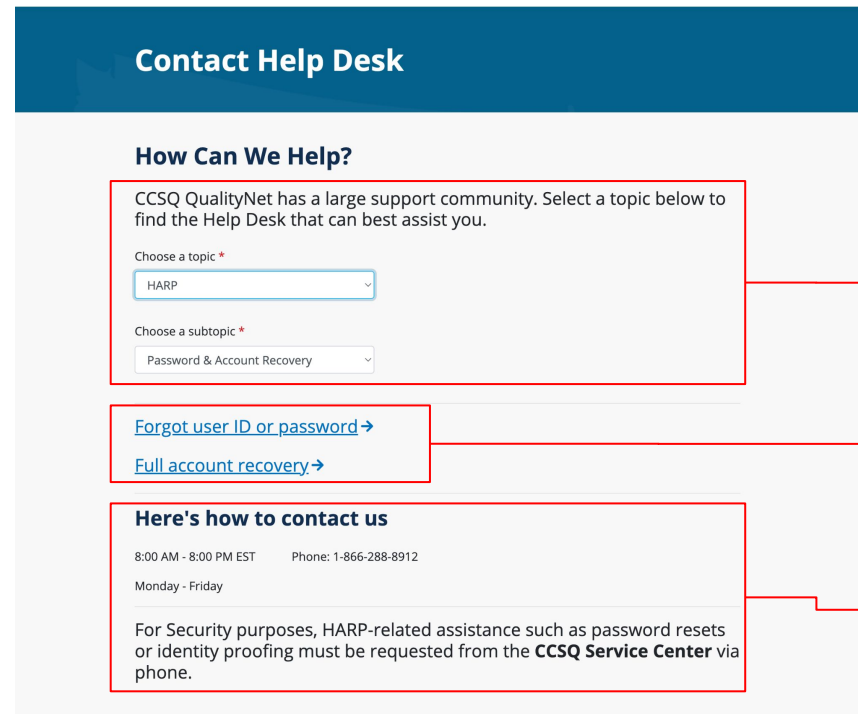 Contact Help Desk
How Can We Help?
CCSQ QualityNet has a large support community. Select a topic below to
find the Help Desk that can best assist you.
Choose a topic *
HARP
Choose a subtopic *
Password & Account Recovery
Forgot user ID or password→
Full account recovery→
Here's how to contact us
8:00 AM - 8:00 PM EST Phone: 1-866-288-8912
Monday - Friday
For Security purposes, HARP-related assistance such as password resets
or identity proofing must be requested from the CCSQ Service Center via
phone.